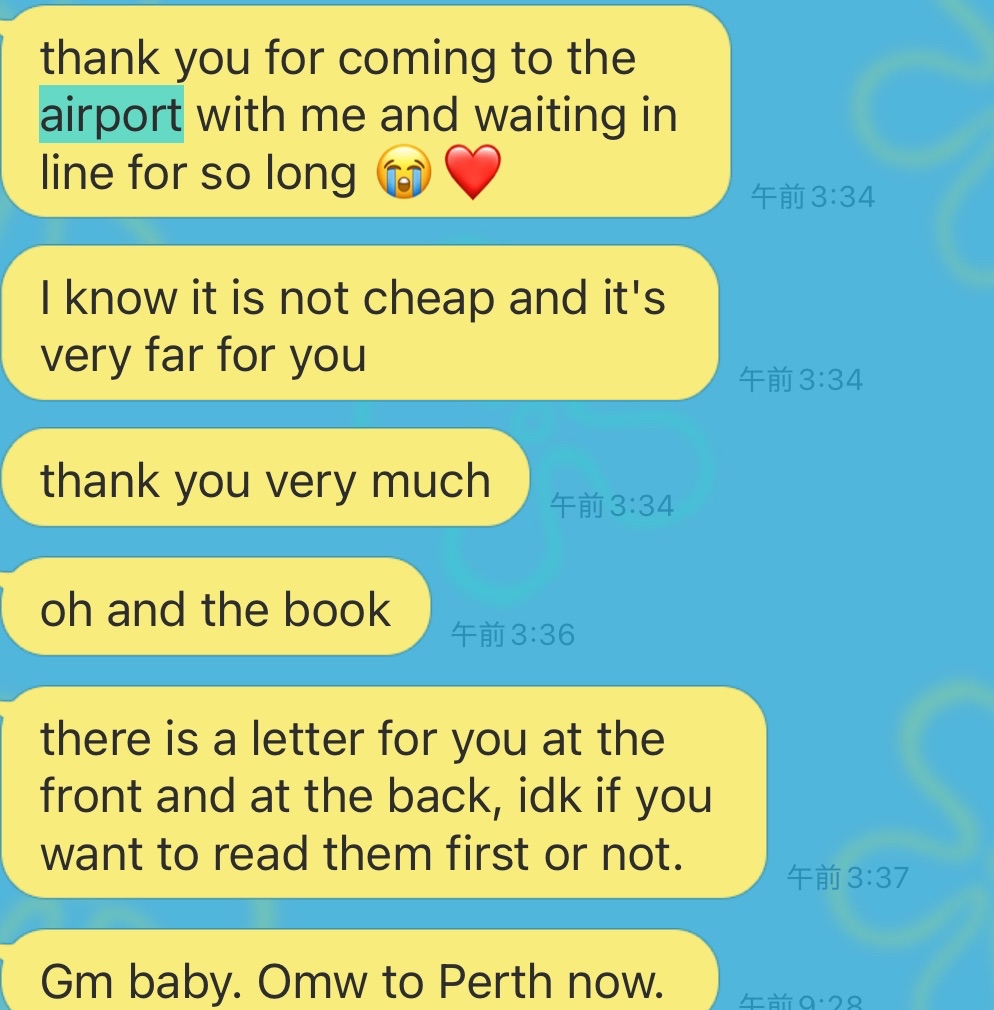 thank you for coming to the
airport with me and waiting in
line for so long 😭❤️
午前3:34
I know it is not cheap and it's
very far for you
午前3:34
thank you very much
午前3:34
oh and the book
午前3:36
there is a letter for you at the
front and at the back, idk if you
want to read them first or not.
午前3:37
Gm baby. Omw to Perth now.
午前9:28